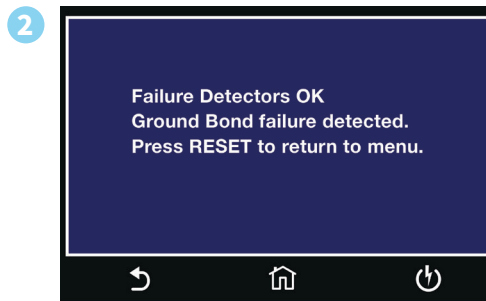 2
Failure Detectors OK
Ground Bond failure detected.
Press RESET to return to menu.